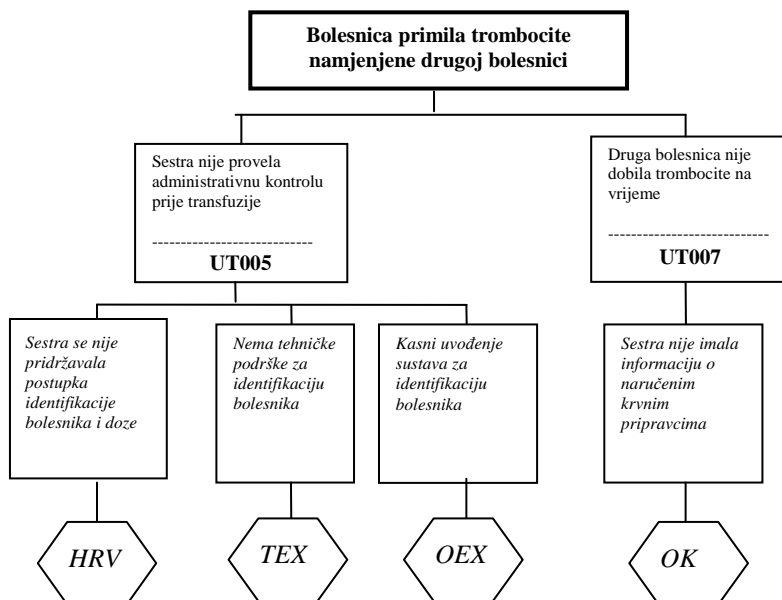 Bolesnica primila trombocite
namjenjene drugoj bolesnici
Sestra nije provela
administrativnu kontrolu
prije transfuzije
----------------------------
UT005
Druga bolesnica nije
dobila trombocite na
vrijeme
----------------------------
UT007
Sestra se nije
pridržavala
postupka
identifikacije
bolesnika i doze
Nema tehničke
podrške za
identifikaciju
bolesnika
Kasni uvođenje
sustava za
identifikaciju
bolesnika
Sestra nije imala
informaciju o
naručenim
krvnim
pripravcima
HRV
TEX
OEX
OK